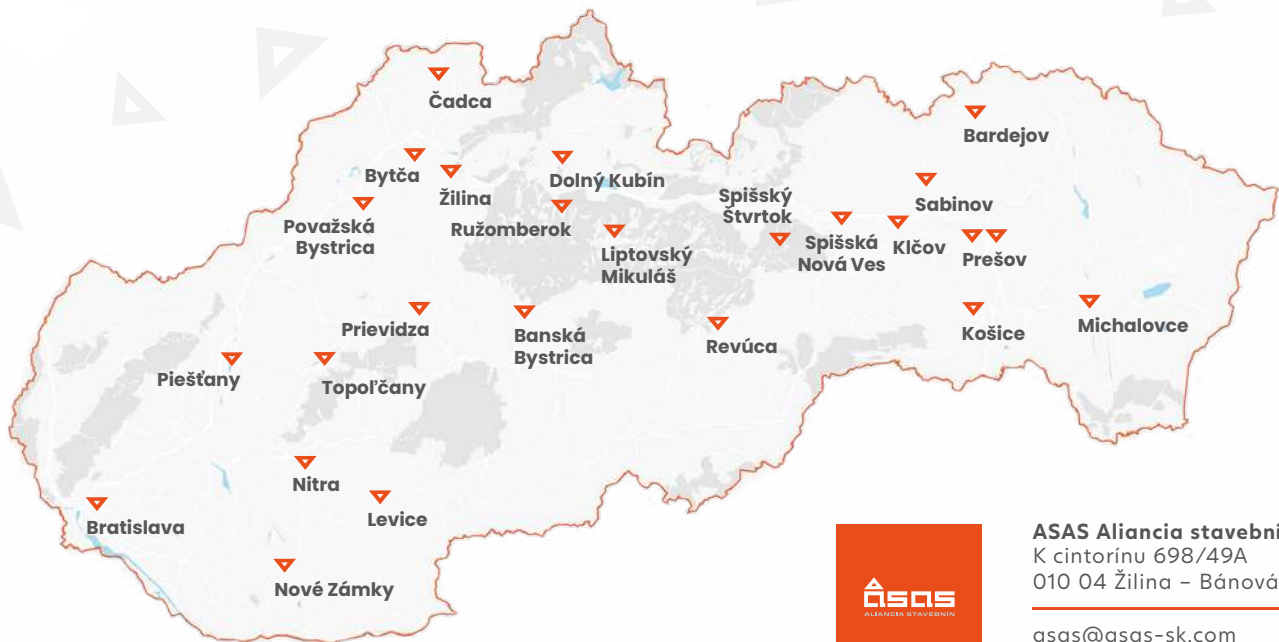 Čadca
Bardejov
Bytča
Žilina
Dolný Kubín
Sabinov
Považská
Bystrica
Ružomberok
Liptovský
Mikuláš
Spišský
Štvrtok
Spišská
Nová Ves
Klčov
Prešov
Prievidza
Banská
Bystrica
Revúca
Košice
Michalovce
Piešťany
Topoľčany
Nitra
Levice
Bratislava
Nové Zámky
asas
ALIANCIA STAVEBNÍN
ASAS Aliancia stavební
K cintorínu 698/49A
010 04 Žilina – Bánová
asas@asas-sk.com